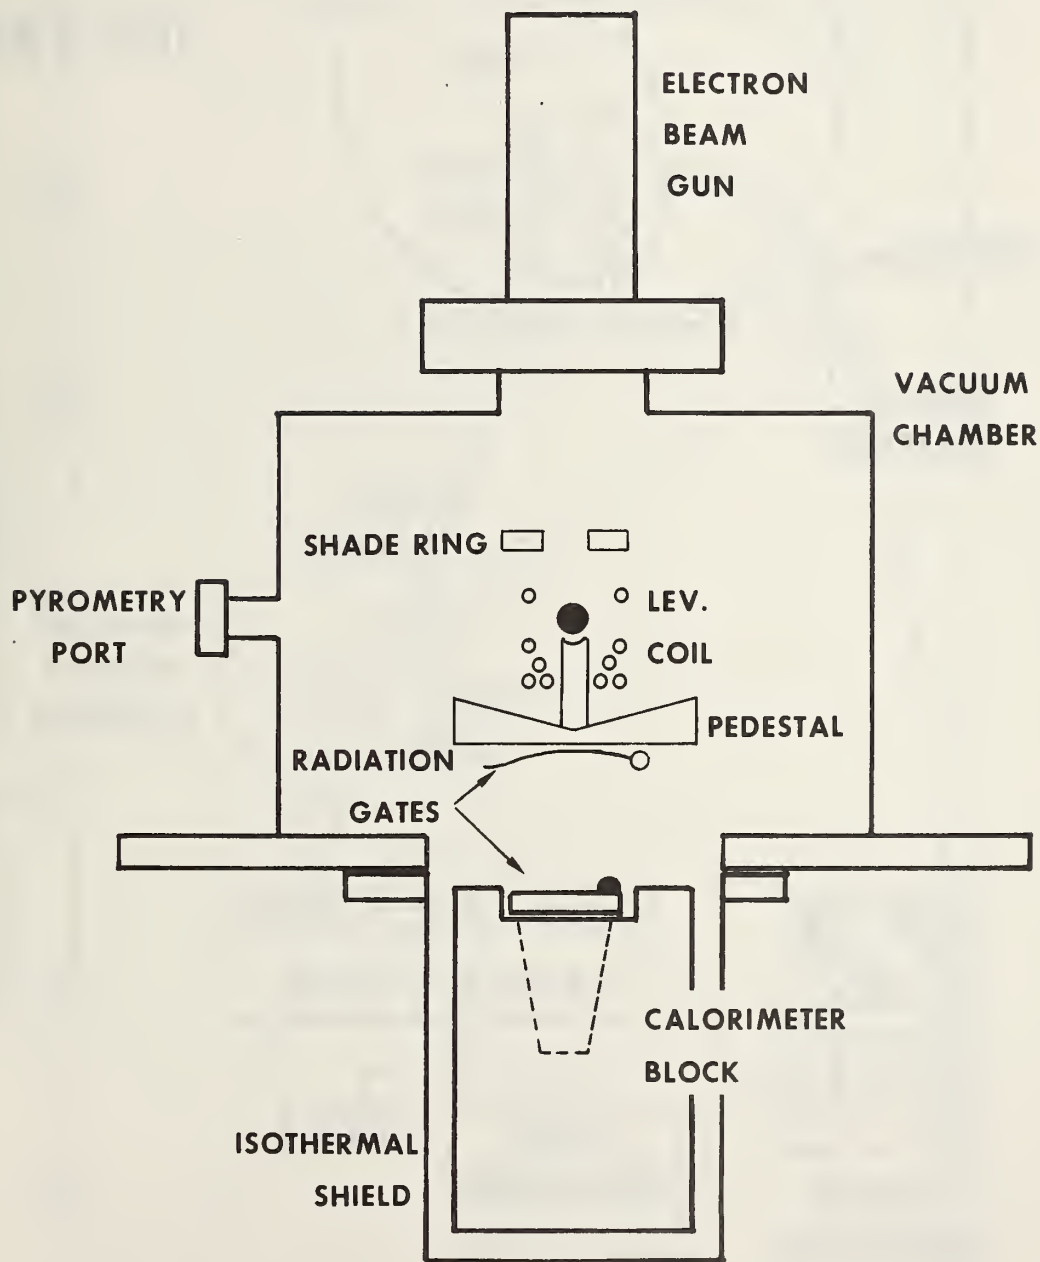 ELECTRON
BEAM
GUN
VACUUM
CHAMBER
SHADE RING
PYROMETRY
PORT
LEV.
COIL
PEDESTAL
RADIATION
GATES
CALORIMETER
BLOCK
ISOTHERMAL
SHIELD